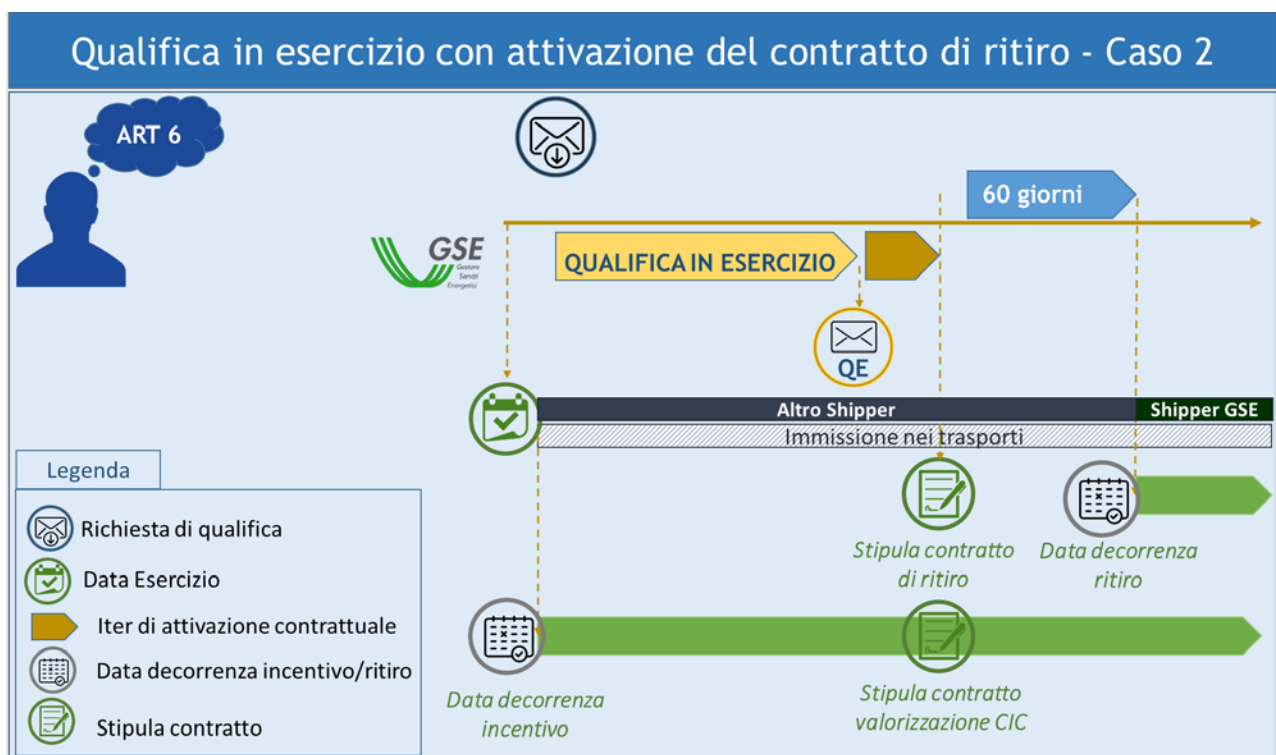 Qualifica in esercizio con attivazione del contratto di ritiro - Caso 2
ART 6
60 giorni
GSE
Gestore
Servizi
Energetici
QUALIFICA IN ESERCIZIO
QE
Altro Shipper
Shipper GSE
Immissione nei trasporti
Legenda
Richiesta di qualifica
Data Esercizio
Iter di attivazione contrattuale
Data decorrenza incentivo/ritiro
Stipula contratto
Stipula contratto
di ritiro
Data decorrenza
ritiro
Data decorrenza
incentivo
Stipula contratto
valorizzazione CIC